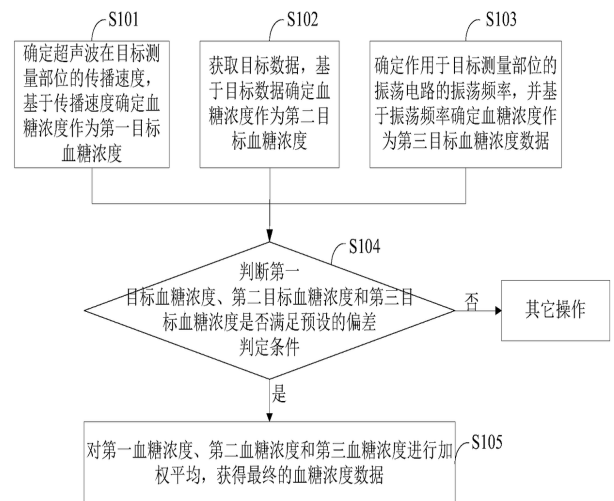 S101
确定超声波在目标测
量部位的传播速度，
基于传播速度确定血
糖浓度作为第一目标
血糖浓度
S102
获取目标数据，基
于目标数据确定血
糖浓度作为第二目
标血糖浓度
S103
确定作用于目标测量部位的
振荡电路的振荡频率，并基
于振荡频率确定血糖浓度作
为第三目标血糖浓度数据
S104
判断第一
目标血糖浓度、第二目标血糖浓度和第三目
标血糖浓度是否满足预设的偏差
判定条件
否
其它操作
是
S105
对第一血糖浓度、第二血糖浓度和第三血糖浓度进行加
权平均，获得最终的血糖浓度数据